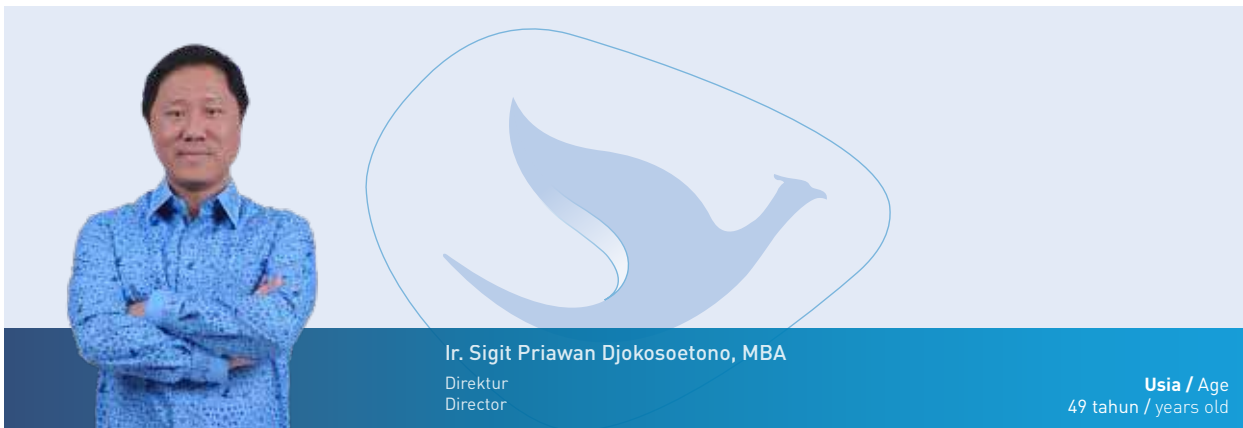 Ir. Sigit Priawan Djokosoetono, MBA
Direktur
Director
Usia / Age
49 tahun / years old